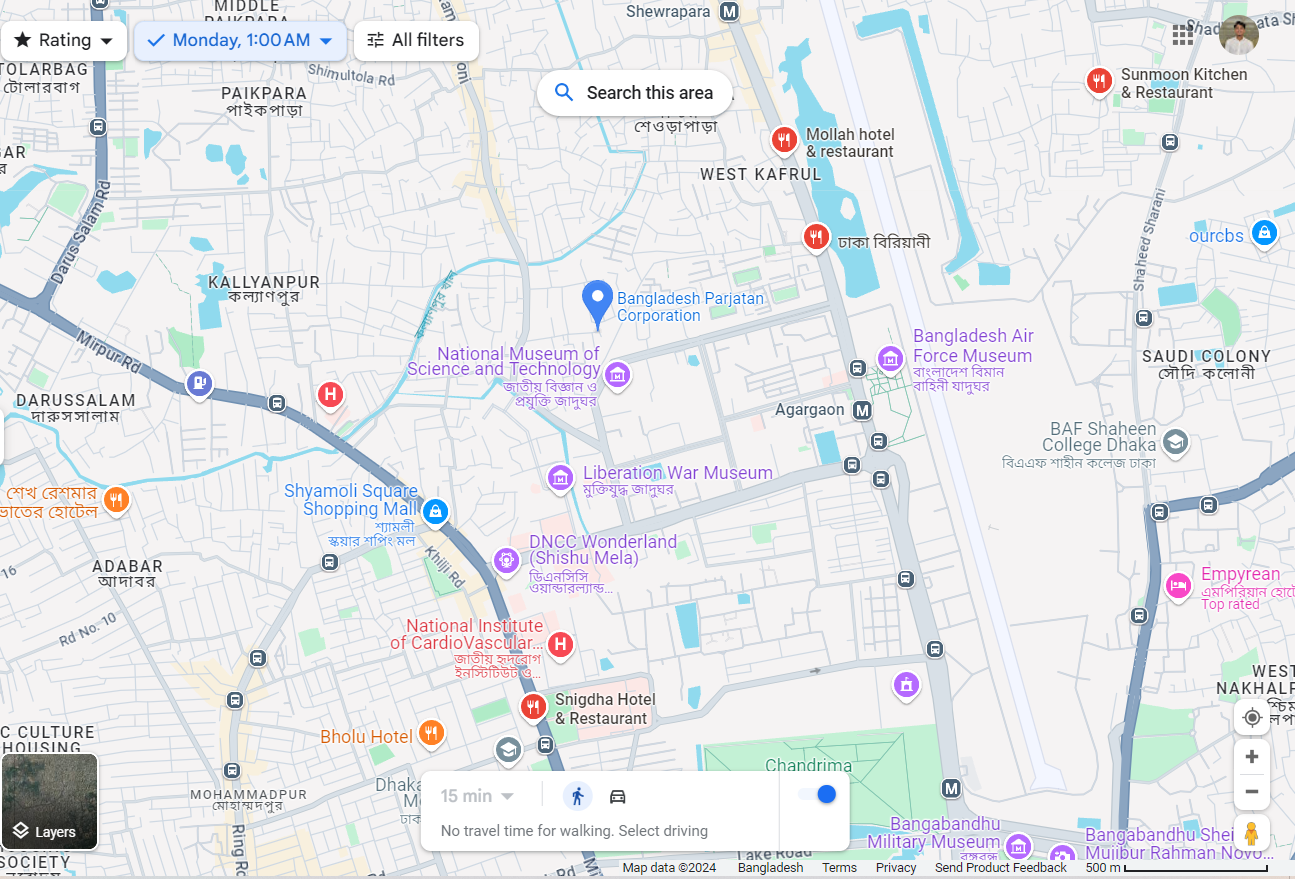 MIDDLE
PAIKPARA
Shewrapara
M
Rating
Monday, 1:00 AM
All filters
TOLARBAG
টোলারবাগ
Shimultola Rd
PAIKPARA
পাইকপাড়া
Search this area
শেওড়াপাড়া
Sunmoon Kitchen
& Restaurant
Mollah hotel
& restaurant
WEST KAFRUL
Darus Salam Rd
Shaheed Sharani
ঢাকা বিরিয়ানী
ourcbs
KALLYANPUR
কল্যাণপুর
কল্যাণপুর খাল
Bangladesh Parjatan
Corporation
Mirpur Rd
National Museum of
Science and Technology
জাতীয় বিজ্ঞান ও
প্রযুক্তি জাদুঘর
Bangladesh Air
Force Museum
বাংলাদেশ বিমান
বাহিনী যাদুঘর
SAUDI COLONY
সৌদি কলোনী
DARUSSALAM
দারুসসালাম
H
Agargaon
M
BAF Shaheen
College Dhaka
বিএএফ শাহীন কলেজ ঢাকা
শেখ রেশমার
ভাতের হোটেল
Shyamoli Square
Shopping Mall
শ্যামলী
স্কয়ার শপিং মল
Liberation War Museum
মুক্তিযুদ্ধ জাদুঘর
DNCC Wonderland
(Shishu Mela)
ডিএনসিসি
ওয়ান্ডারল্যান্ড...
Khilji Rd
ADABAR
আদাবর
16
Rd No. 10
Empyrean
এমপিরিয়ান হোটে
Top rated
National Institute
of CardioVascular...
জাতীয় হৃদরোগ
ইনস্টিটিউট ও...
H
Snigdha Hotel
& Restaurant
Bholu Hotel
WEST
NAKHALP
C CULTURE
HOUSING
SOCIETY
MOHAMMADPUR
মোহাম্মদপুর
Ring Rd
Dhaka
Chandrima
M
15 min
No travel time for walking. Select driving
Layers
Bangabandhu
Military Museum
বঙ্গবন্ধু
Bangabandhu Shei
Mujibur Rahman Novo...
Lake Road
Map data ©2024
Bangladesh
Terms
Privacy
Send Product Feedback
500 m